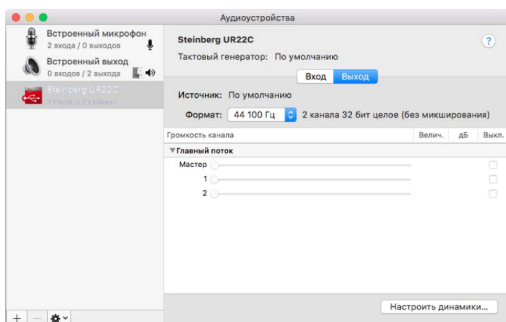 Аудиоустройства
Встроенный микрофон
2 входа / 0 выходов
Встроенный выход
0 входов / 2 выхода
Steinberg UR22C
Steinberg UR22C
?
Тактовый генератор: По умолчанию
Вход Выход
Источник: По умолчанию
Формат: 44 100 Гц 2 канала 32 бит целое (без микширования)
Громкость канала Велич. дБ Выкл.
Главный поток
Мастер
1
2
Настроить динамики...